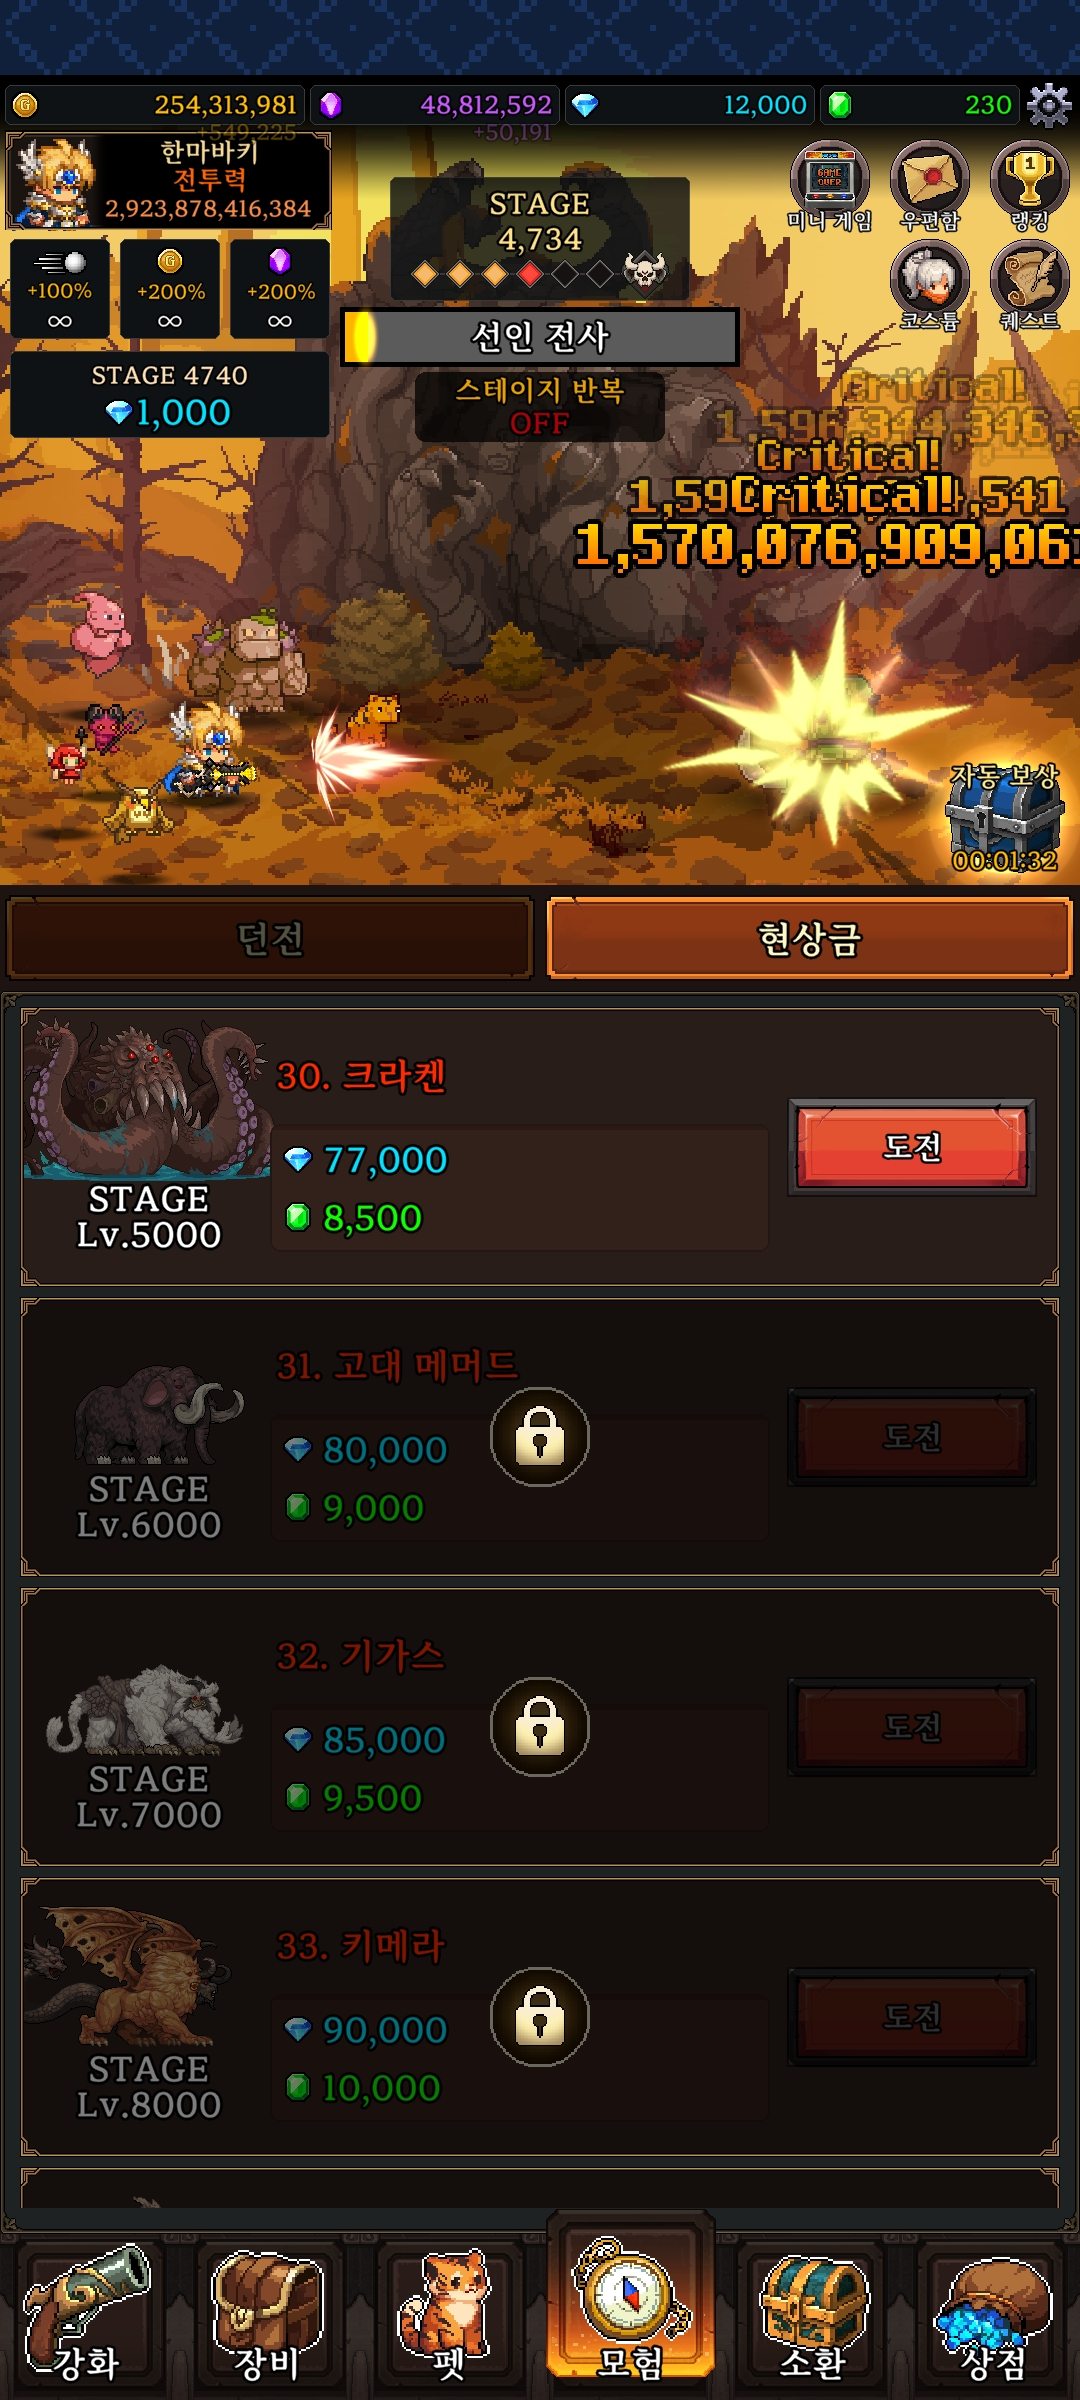 254,313,981
48,812,592
12,000
230
+549,225
+50,191
한마바키
전투력
2,923,878,416,384
STAGE
4,734
미니 게임
우편함
랭킹
+100%
+200%
+200%
∞
∞
∞
코스튬
퀘스트
선인 전사
STAGE 4740
1,000
스테이지 반복
OFF
Critical!
Critical!
Critical!
1,570,076,909,06
자동 보상
00:01:32
던전
현상금
30. 크라켄
77,000
8,500
STAGE
Lv.5000
도전
31. 고대 메머드
80,000
9,000
STAGE
Lv.6000
도전
32. 기가스
85,000
9,500
STAGE
Lv.7000
도전
33. 키메라
90,000
10,000
STAGE
Lv.8000
도전
강화
장비
펫
모험
소환
상점